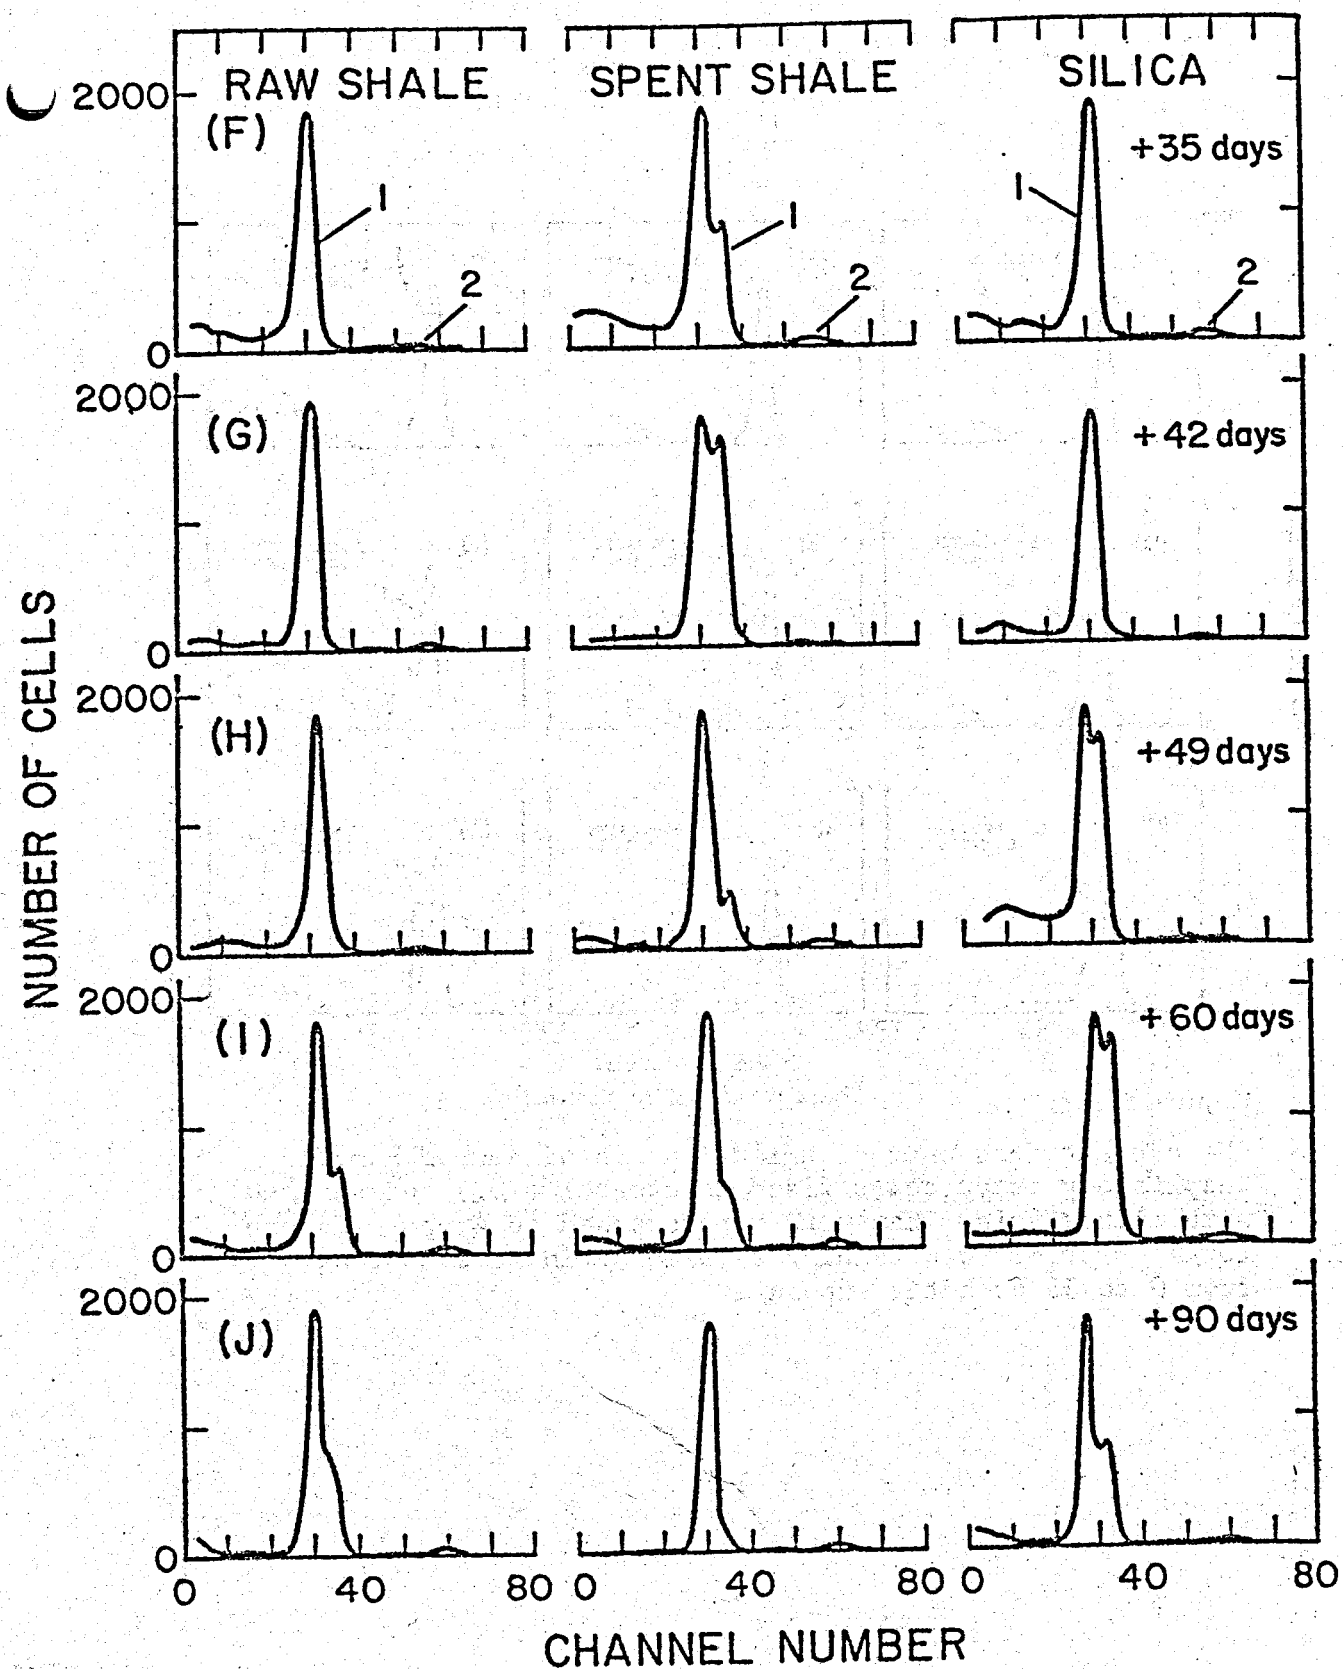 RAW SHALE SPENT SHALE SILICA
2000
(F) +35 days
1 1 1
2 2 2
0
2000
(G) +42 days
0
2000
(H) +49 days
0
2000
(I) +60 days
0
2000
(J) +90 days
0
0 40 80 0 40 80 0 40 80
NUMBER OF CELLS
CHANNEL NUMBER